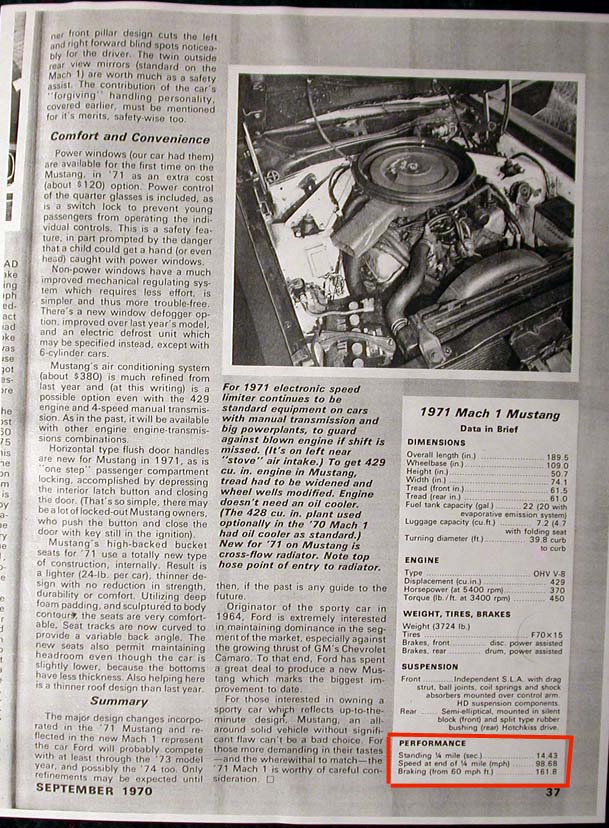 ner front pillar design cuts the left
and right forward blind spots noticea-
bly for the driver. The twin outside
rear view mirrors (standard on the
Mach 1) are worth much as a safety
assist. The contribution of the car's
"forgiving" handling personality,
covered earlier, must be mentioned
for it's merits, safety-wise too.
Comfort and Convenience
Power windows (our car had them)
are available for the first time on the
Mustang, in '71 as an extra cost
(about $120) option. Power control
of the quarter glasses is included, as
is a switch lock to prevent young
passengers from operating the indi-
vidual controls. This is a safety fea-
ture, in part prompted by the danger
that a child could get a hand (or even
head) caught with power windows.
Non-power windows have a much
improved mechanical regulating sys-
tem which requires less effort, is
simpler and thus more trouble-free.
There's a new window defogger op-
tion, improved over last year's model,
and an electric defrost unit which
may be specified instead, except with
6-cylinder cars.
Mustang's air conditioning system
(about $380) is much refined from
last year and (at this writing) is a
possible option even with the 429
engine and 4-speed manual transmis-
sion. As in the past, it will be available
with other engine engine-transmis-
sions combinations.
Horizontal type flush door handles
are new for Mustang in 1971, as is
"one step" passenger compartment
locking, accomplished by depressing
the interior latch button and closing
the door. (That's so simple, there may
be a lot of locked-out Mustang owners,
who push the button and close the
door with key still in the ignition).
Mustang's high-backed bucket
seats for '71 use a totally new type
of construction, internally. Result is
a lighter (24-lb. per car), thinner de-
sign with no reduction in strength,
durability or comfort. Utilizing deep
foam padding, and sculptured to body
contours, the seats are very comfort-
able. Seat tracks are now curved to
provide a variable back angle. The
new seats also permit maintaining
headroom even though the car is
slightly lower, because the bottoms
have less thickness. Also helping here
is a thinner roof design than last year.
Summary
The major design changes incorpo-
rated in the '71 Mustang and re-
flected in the new Mach 1 represent
the car Ford will probably compete
with at least through the '73 model
year, and possibly the '74 too. Only
refinements may be expected until
For 1971 electronic speed
limiter continues to be
standard equipment on cars
with manual transmission and
big powerplants, to guard
against blown engine if shift is
missed. (It's on left near
"stove" air intake.) To get 429
cu. in. engine in Mustang,
tread had to be widened and
wheel wells modified. Engine
doesn't need an oil cooler.
(The 428 cu. in. plant used
optionally in the '70 Mach 1
had oil cooler as standard.)
New for '71 on Mustang is
cross-flow radiator. Note top
hose point of entry to radiator.
then, if the past is any guide to the
future.
Originator of the sporty car in
1964, Ford is extremely interested
in maintaining dominance in the seg-
ment of the market, especially against
the growing thrust of GM's Chevrolet
Camaro. To that end, Ford has spent
a great deal to produce a new Mus-
tang which marks the biggest im-
provement to date.
For those interested in owning a
sporty car which reflects up-to-the-
minute design, Mustang, an all-
around solid vehicle without signifi-
cant flaw can't be a bad choice. For
those more demanding in their tastes
—and the wherewithal to match—the
'71 Mach 1 is worthy of careful con-
sideration. □
1971 Mach 1 Mustang
Data in Brief
DIMENSIONS
Overall length (in.) 189.5
Wheelbase (in.) 109.0
Height (in.) 50.7
Width (in.) 74.1
Tread (front in.) 61.5
Tread (rear in.) 61.0
Fuel tank capacity (gal.) 22 (20 with
evaporative emission system)
Luggage capacity (cu.ft.) 7.2 (4.7
with folding seat
Turning diameter (ft.) 39.8 curb
to curb
ENGINE
Type OHV V-8
Displacement (cu.in.) 429
Horsepower (at 5400 rpm) 370
Torque (lb./ft. at 3400 rpm) 450
WEIGHT, TIRES, BRAKES
Weight (3724 lb.)
Tires F70×15
Brakes, front disc, power assisted
Brakes, rear drum, power assisted
SUSPENSION
Front Independent S.L.A. with drag
strut, ball joints, coil springs and shock
absorbers mounted over control arm.
HD suspension components.
Rear Semi-elliptical, mounted in silent
block (front) and split type rubber
bushing (rear) Hotchkiss drive.
PERFORMANCE
Standing ¼ mile (sec.) 14.43
Speed at end of ¼ mile (mph) 98.68
Braking (from 60 mph ft.) 161.8
SEPTEMBER 1970
37